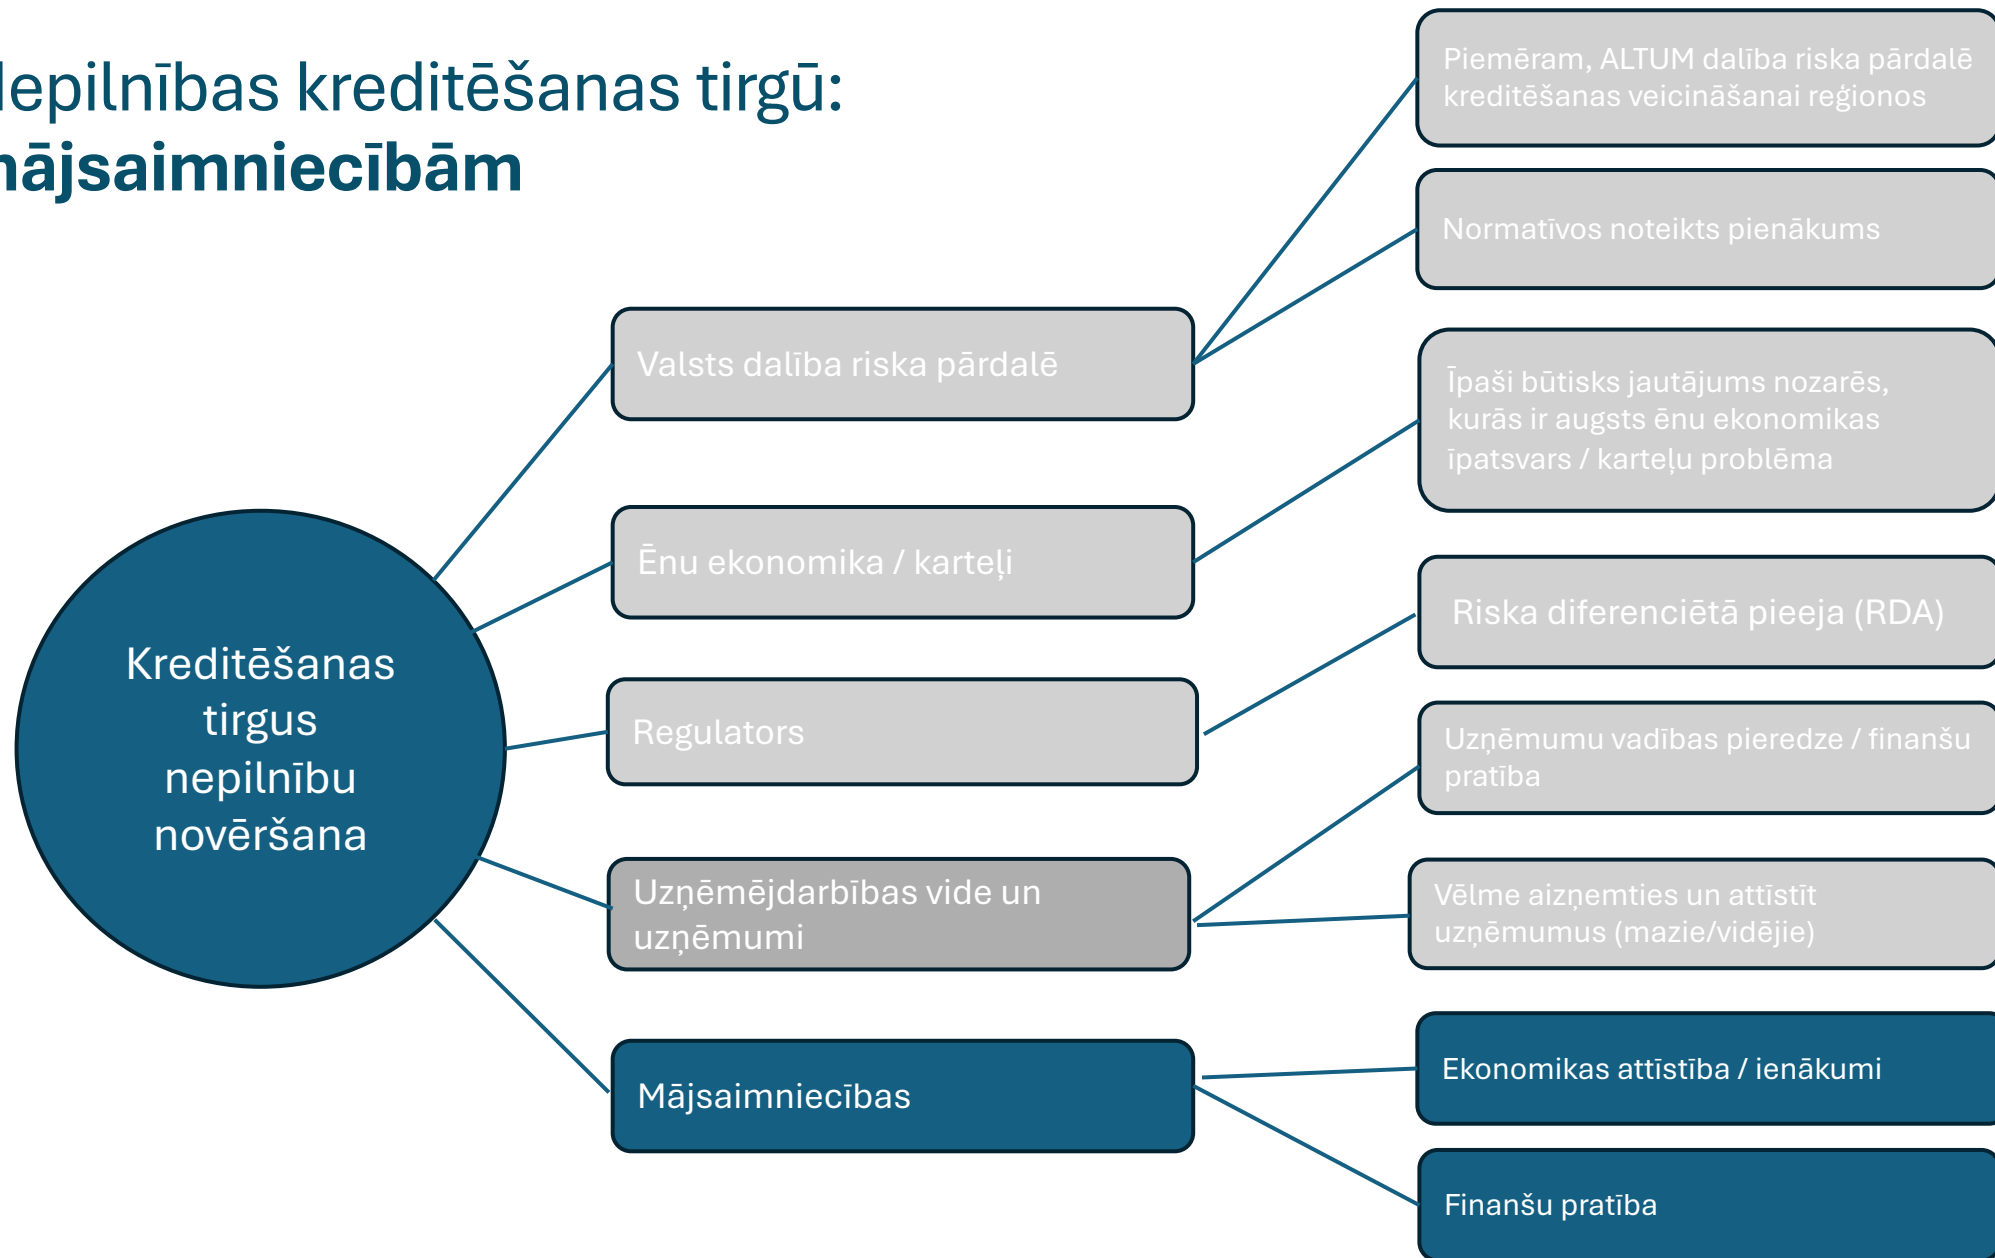 epilnības kreditēšanas tirgū:
ājsaimniecībām
Piemēram, ALTUM dalība riska pārdalē
kreditēšanas veicināšanai reģionos
Normatīvos noteikts pienākums
Valsts dalība riska pārdalē
Īpaši būtisks jautājums nozarēs,
kurās ir augsts ēnu ekonomikas
īpatsvars / karteļu problēma
Ēnu ekonomika / karteļi
Riska diferenciētā pieeja (RDA)
Kreditēšanas
tirgus
nepilnību
novēršana
Regulators
Uzņēmumu vadības pieredze / finanšu
pratība
Uzņēmējdarbības vide un
uzņēmumi
Vēlme aizņemties un attīstīt
uzņēmumus (mazie/vidējie)
Mājsaimniecības
Ekonomikas attīstība / ienākumi
Finanšu pratība